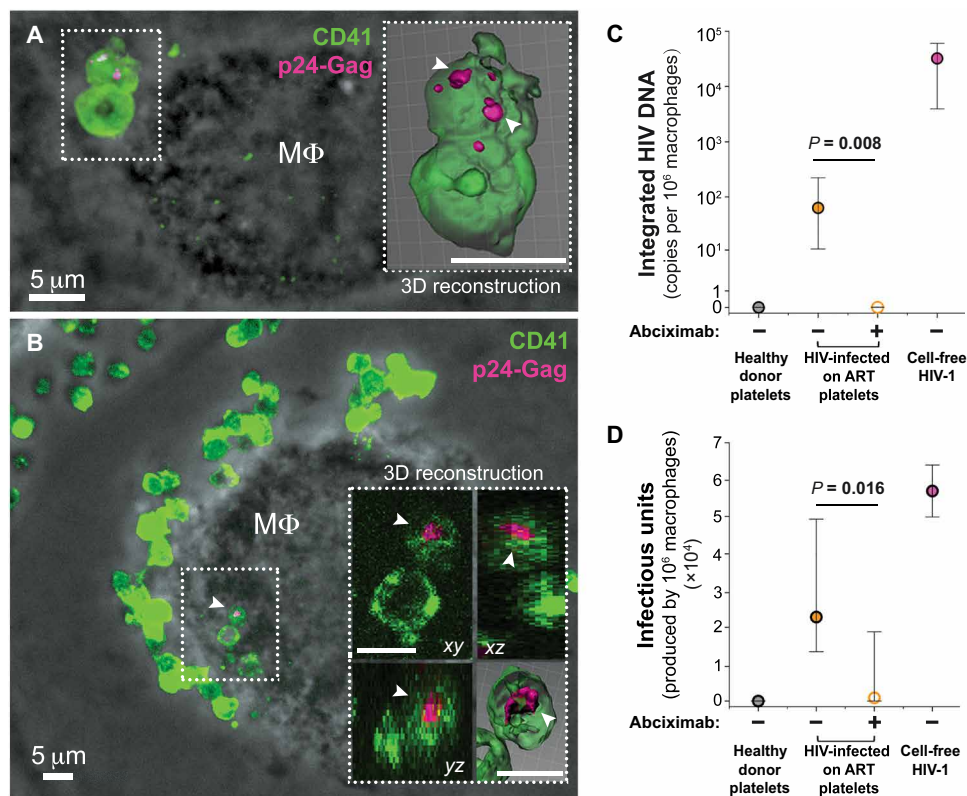 A
CD41
p24-Gag
MΦ
5 μm
3D reconstruction
B
CD41
p24-Gag
3D reconstruction
MΦ
xy
xz
yz
5 μm
C
Integrated HIV DNA
(copies per 10⁶ macrophages)
10⁵
10⁴
10³
10²
10¹
1
0
P = 0.008
Abciximab:
– – + –
Healthy
donor
platelets
HIV-infected
on ART
platelets
Cell-free
HIV-1
D
Infectious units
(produced by 10⁶ macrophages)
(×10⁴)
7
6
5
4
3
2
1
0
P = 0.016
Abciximab:
– – + –
Healthy
donor
platelets
HIV-infected
on ART
platelets
Cell-free
HIV-1